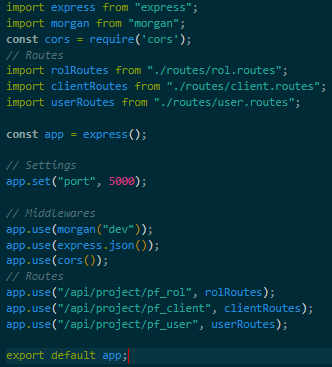 import express from "express";
import morgan from "morgan";
const cors = require('cors');
// Routes
import rolRoutes from "./routes/rol.routes";
import clientRoutes from "./routes/client.routes";
import userRoutes from "./routes/user.routes";
const app = express();
// Settings
app.set("port", 5000);
// Middlewares
app.use(morgan("dev"));
app.use(express.json());
app.use(cors());
// Routes
app.use("/api/project/pf_rol", rolRoutes);
app.use("/api/project/pf_client", clientRoutes);
app.use("/api/project/pf_user", userRoutes);
export default app;